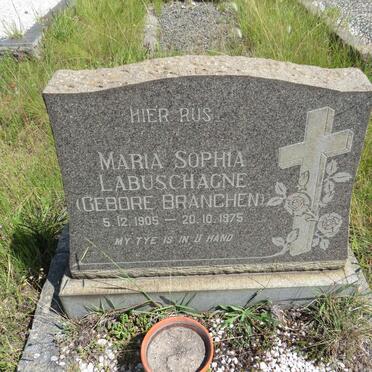 HIER RUS
MARIA SOPHIA
LABUSCHAGNE
(GEBORE BRANCHEN)
5.12.1905 — 20.10.1975
MY TYE IS IN U HAND